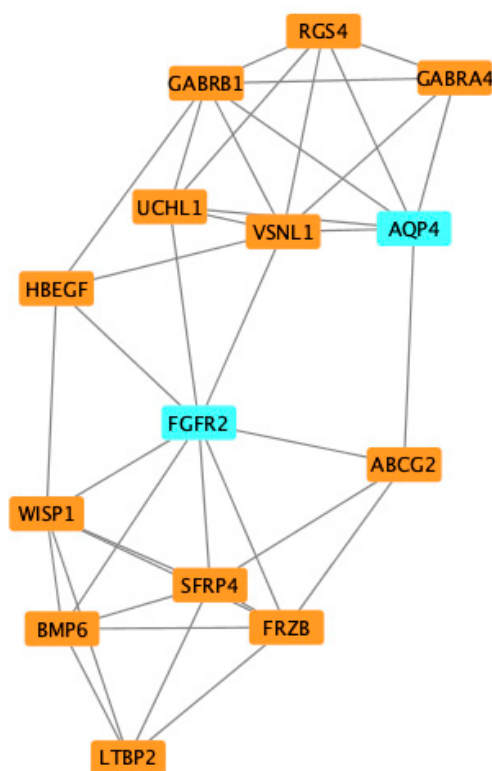 RGS4
GABRB1
GABRA4
UCHL1
VSNL1
AQP4
HBEGF
FGFR2
ABCG2
WISP1
SFRP4
BMP6
FRZB
LTBP2